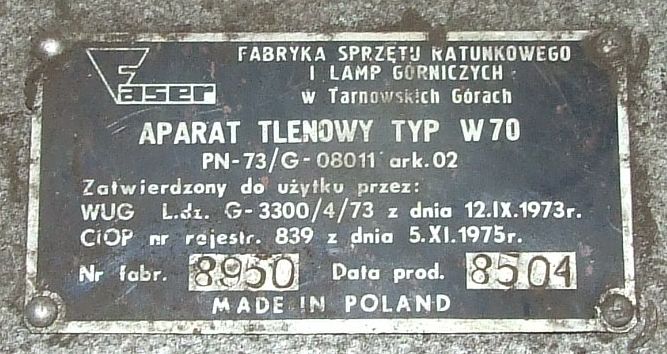 Faser
FABRYKA SPRZĘTU RATUNKOWEGO
I LAMP GÓRNICZYCH
w Tarnowskich Górach
APARAT TLENOWY TYP W70
PN-73/G-08011 ark.02
Zatwierdzony do użytku przez:
WUG L.dz. G-3300/4/73 z dnia 12.IX.1973r.
CIOP nr rejestr. 839 z dnia 5.XI.1975r.
Nr fabr. 8950 Data prod. 8504
MADE IN POLAND